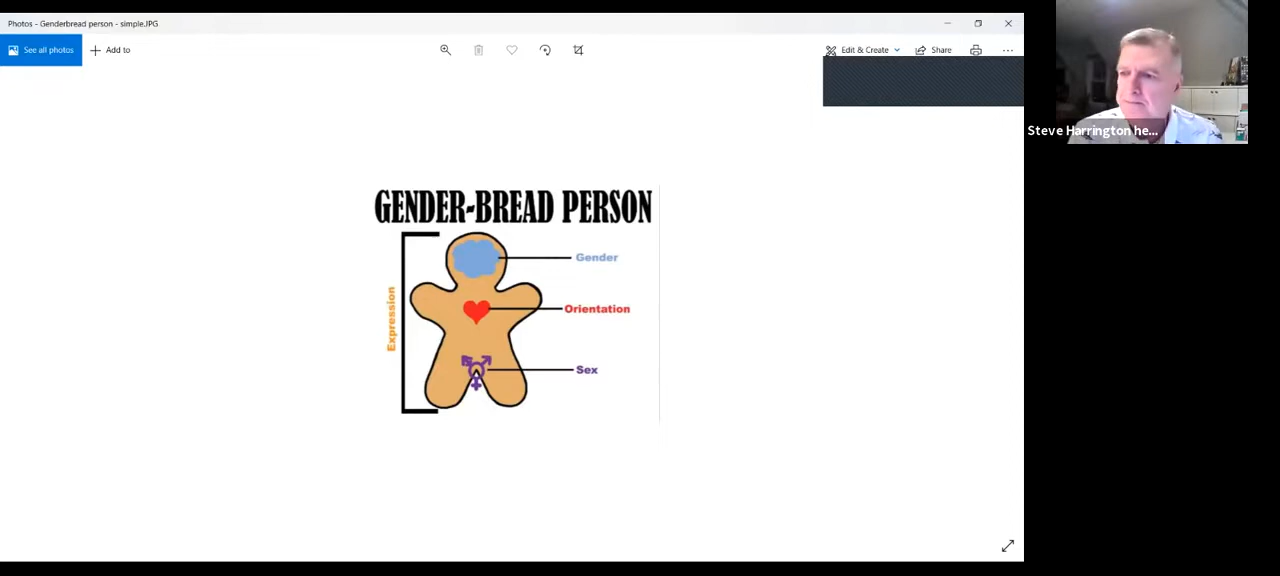 Photos - Genderbread person - simple.JPG
See all photos
Add to
Edit & Create
Share
GENDER-BREAD PERSON
Gender
Orientation
Sex
Expression
Steve Harrington he...